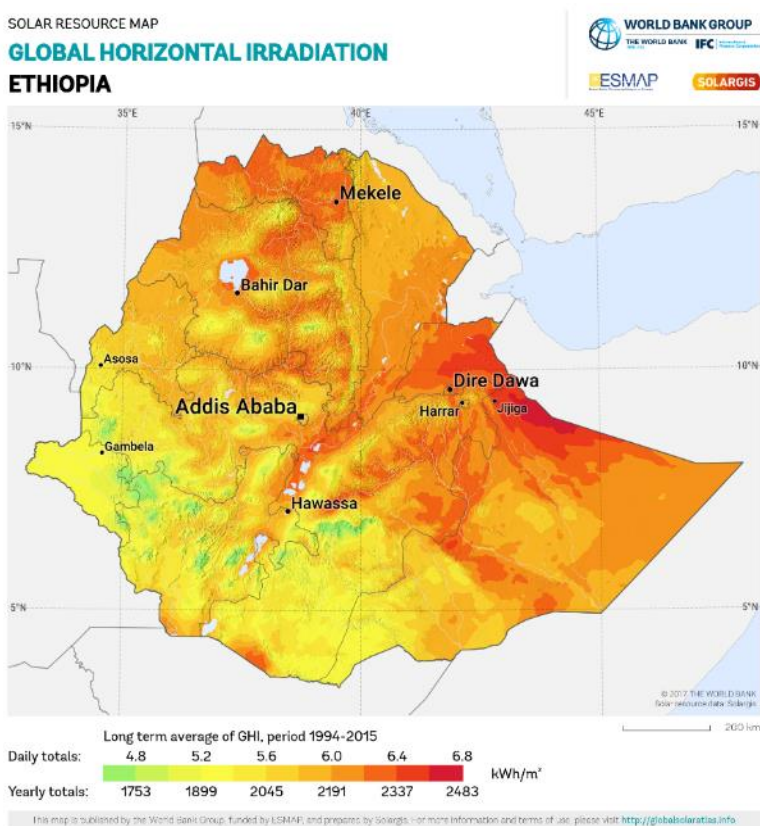 SOLAR RESOURCE MAP
GLOBAL HORIZONTAL IRRADIATION
ETHIOPIA
WORLD BANK GROUP
THE WORLD BANK IFC
ESMAP SOLARGIS
35°E 40°E 45°E
15°N 15°N
Mekele
Bahir Dar
Asosa
10°N 10°N
Dire Dawa
Addis Ababa Harrar Jijiga
Gambela
Hawassa
5°N 5°N
© 2017 THE WORLD BANK
Solar resource data: Solargis
200 km
Long term average of GHI, period 1994-2015
Daily totals: 4.8 5.2 5.6 6.0 6.4 6.8
kWh/m²
Yearly totals: 1753 1899 2045 2191 2337 2483
This map is published by the World Bank Group, funded by ESMAP, and prepared by Solargis. For more information and terms of use, please visit http://globalsolaratlas.info